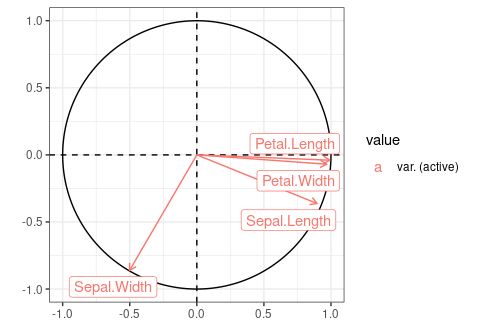 1.0
0.5
0.0
-0.5
-1.0
Petal.Length
Petal.Width
Sepal.Length
Sepal.Width
-1.0 -0.5 0.0 0.5 1.0
value
a var. (active)